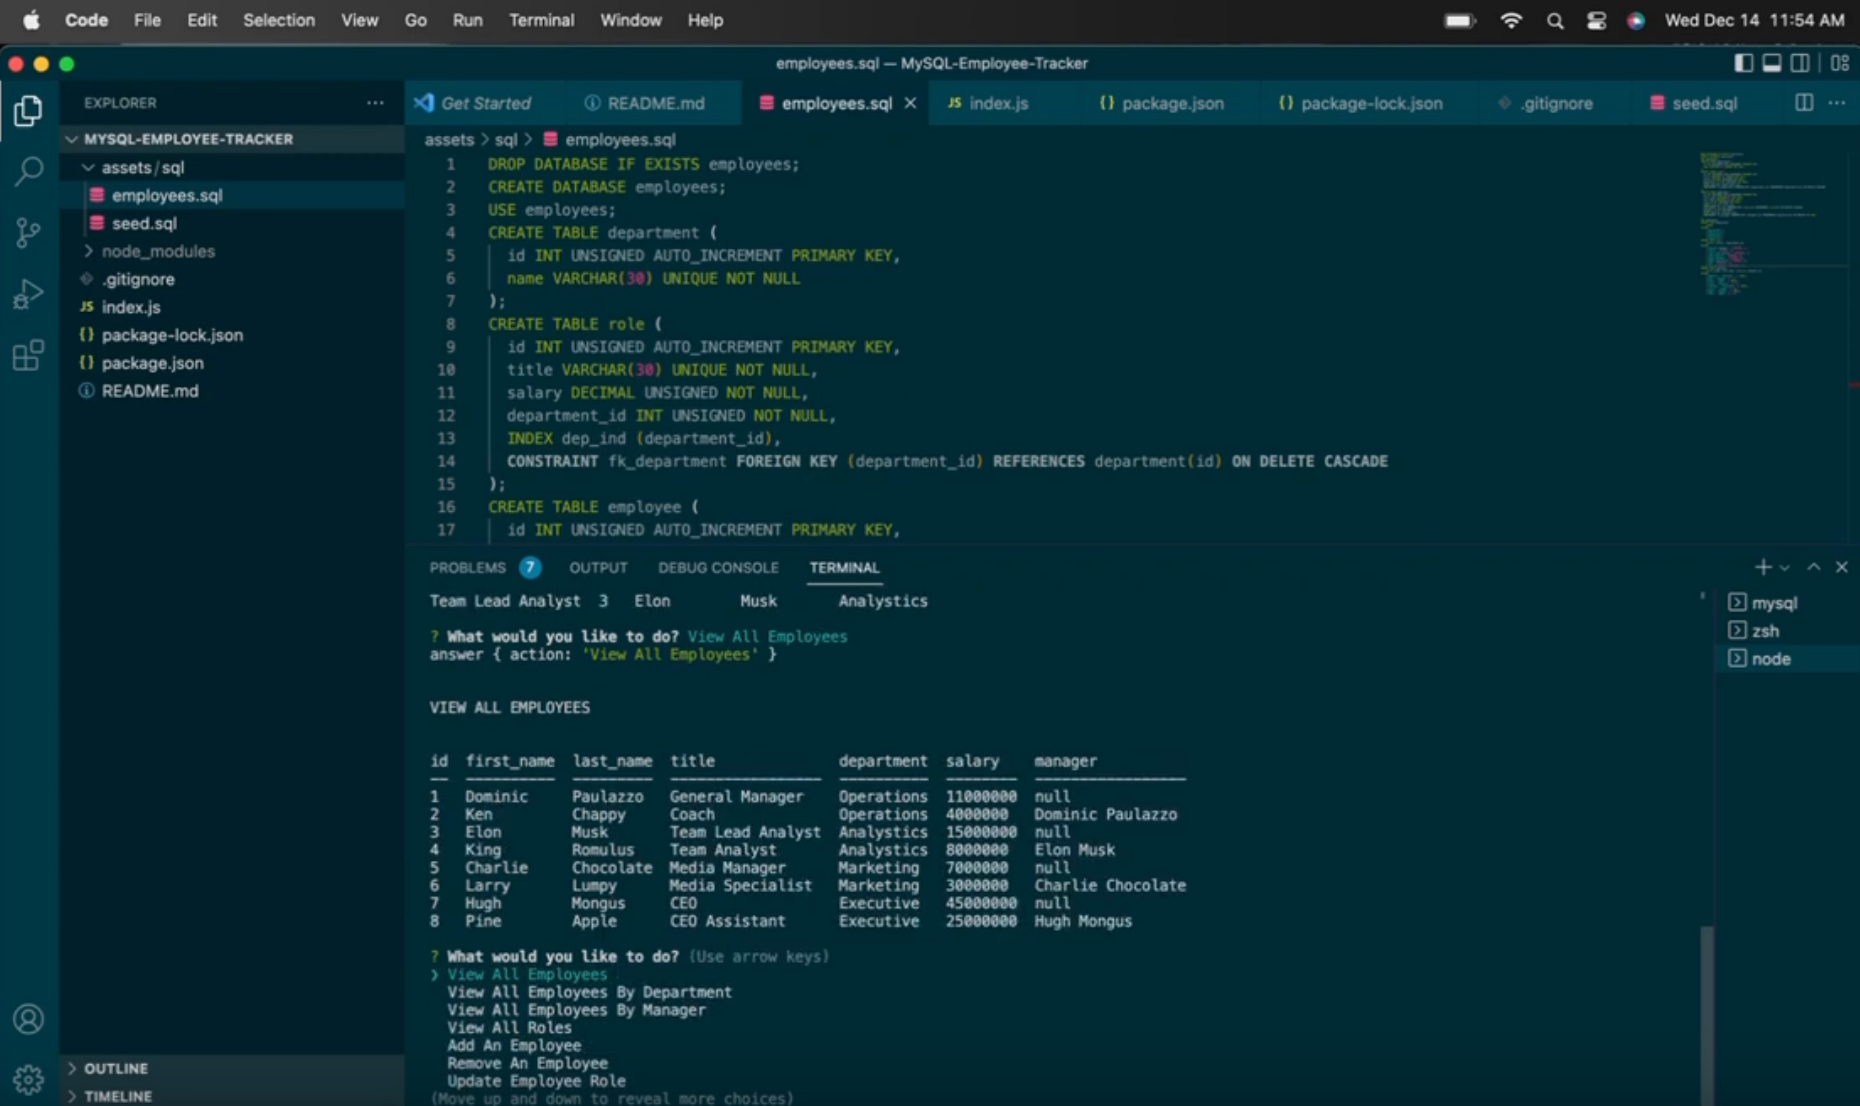 Code File Edit Selection View Go Run Terminal Window Help Wed Dec 14 11:54 AM
employees.sql — MySQL-Employee-Tracker
EXPLORER
MYSQL-EMPLOYEE-TRACKER
assets/sql
employees.sql
seed.sql
node_modules
.gitignore
JS index.js
{} package-lock.json
{} package.json
README.md
OUTLINE
TIMELINE
Get Started README.md employees.sql JS index.js {} package.json {} package-lock.json .gitignore seed.sql
assets > sql > employees.sql
1 DROP DATABASE IF EXISTS employees;
2 CREATE DATABASE employees;
3 USE employees;
4 CREATE TABLE department (
5 id INT UNSIGNED AUTO_INCREMENT PRIMARY KEY,
6 name VARCHAR(30) UNIQUE NOT NULL
7 );
8 CREATE TABLE role (
9 id INT UNSIGNED AUTO_INCREMENT PRIMARY KEY,
10 title VARCHAR(30) UNIQUE NOT NULL,
11 salary DECIMAL UNSIGNED NOT NULL,
12 department_id INT UNSIGNED NOT NULL,
13 INDEX dep_ind (department_id),
14 CONSTRAINT fk_department FOREIGN KEY (department_id) REFERENCES department(id) ON DELETE CASCADE
15 );
16 CREATE TABLE employee (
17 id INT UNSIGNED AUTO_INCREMENT PRIMARY KEY,
PROBLEMS 7 OUTPUT DEBUG CONSOLE TERMINAL
Team Lead Analyst 3 Elon Musk Analystics
? What would you like to do? View All Employees
answer { action: 'View All Employees' }
VIEW ALL EMPLOYEES
id first_name last_name title department salary manager
1 Dominic Paulazzo General Manager Operations 11000000 null
2 Ken Chappy Coach Operations 4000000 Dominic Paulazzo
3 Elon Musk Team Lead Analyst Analystics 15000000 null
4 King Romulus Team Analyst Analystics 8000000 Elon Musk
5 Charlie Chocolate Media Manager Marketing 7000000 null
6 Larry Lumpy Media Specialist Marketing 3000000 Charlie Chocolate
7 Hugh Mongus CEO Executive 45000000 null
8 Pine Apple CEO Assistant Executive 25000000 Hugh Mongus
? What would you like to do? (Use arrow keys)
❯ View All Employees
View All Employees By Department
View All Employees By Manager
View All Roles
Add An Employee
Remove An Employee
Update Employee Role
(Move up and down to reveal more choices)
mysql
zsh
node